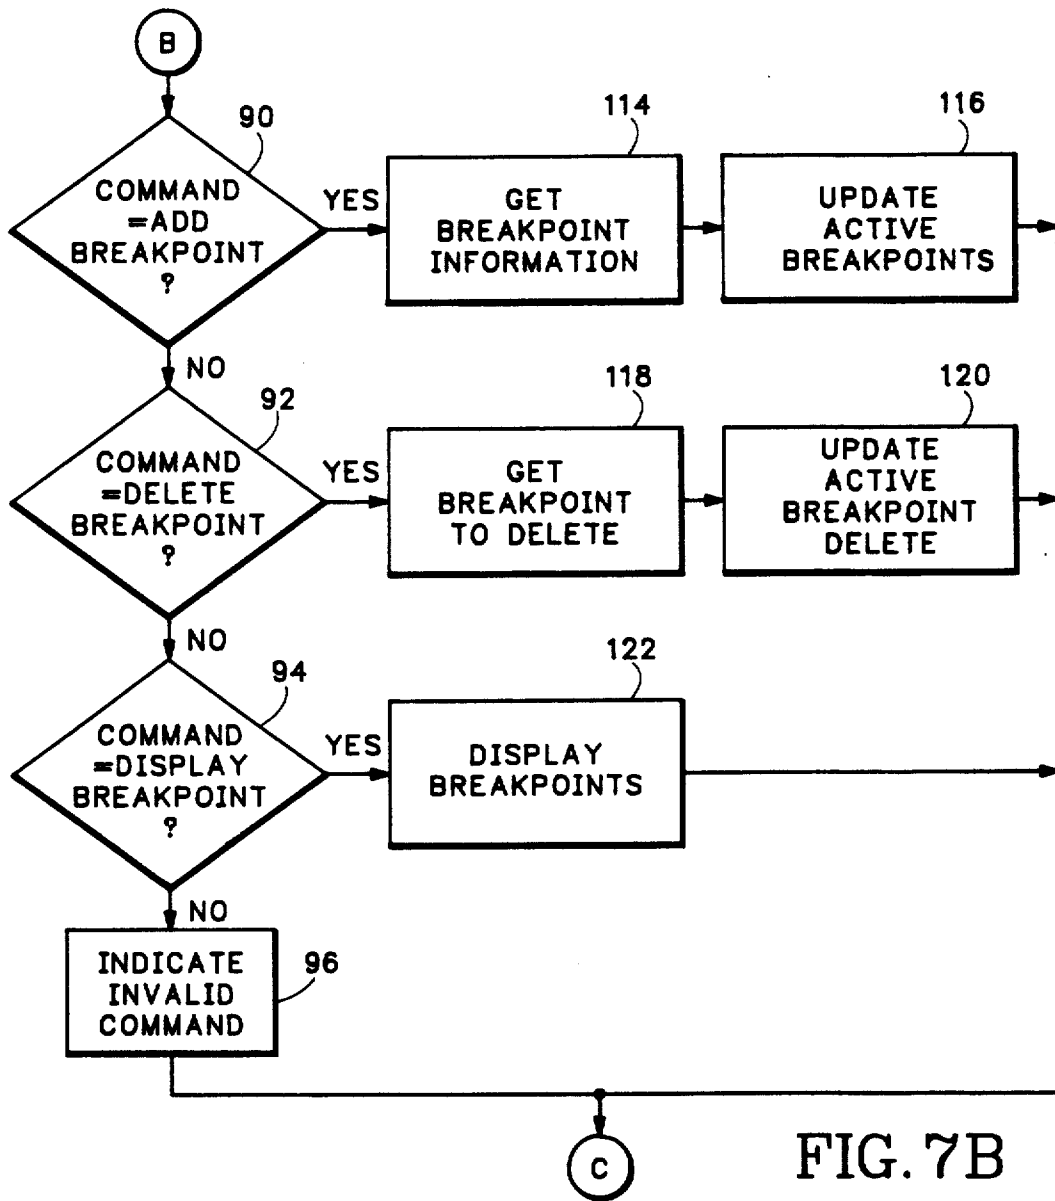 B
90
COMMAND
=ADD
BREAKPOINT
?
YES
114
GET
BREAKPOINT
INFORMATION
116
UPDATE
ACTIVE
BREAKPOINTS
NO
92
COMMAND
=DELETE
BREAKPOINT
?
YES
118
GET
BREAKPOINT
TO DELETE
120
UPDATE
ACTIVE
BREAKPOINT
DELETE
NO
94
COMMAND
=DISPLAY
BREAKPOINT
?
YES
122
DISPLAY
BREAKPOINTS
NO
96
INDICATE
INVALID
COMMAND
C
FIG. 7B